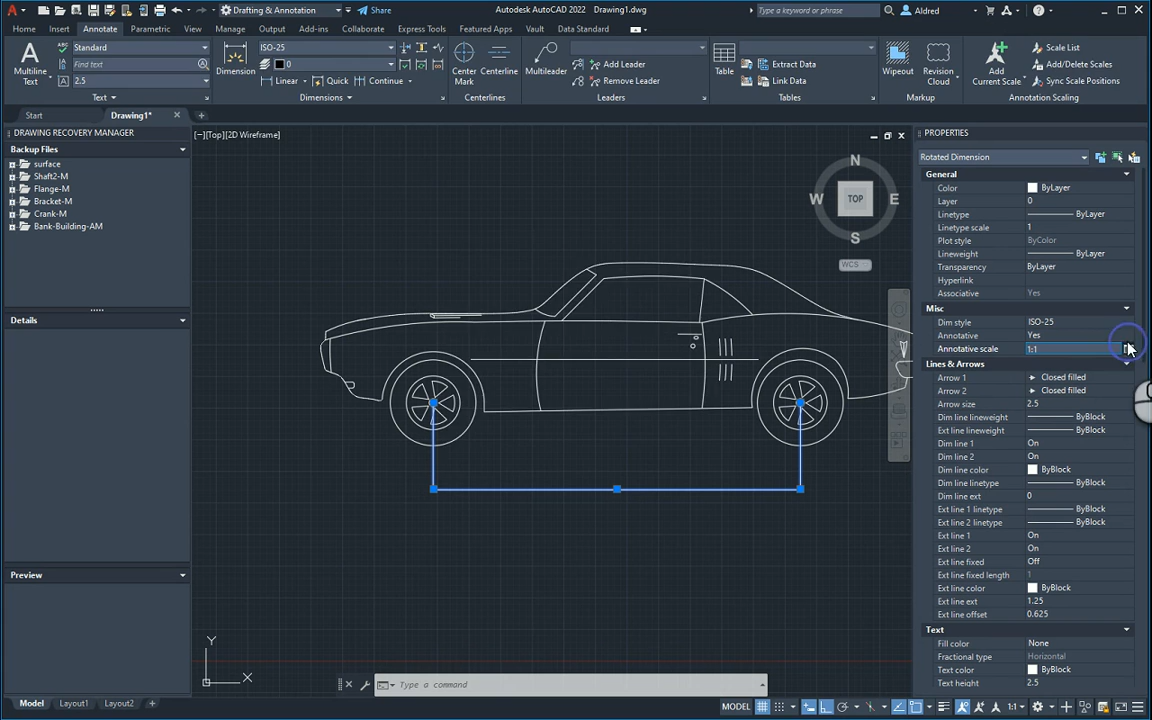 Drafting & Annotation
Share
Autodesk AutoCAD 2022 Drawing1.dwg
Type a keyword or phrase
Aldred
Home Insert Annotate Parametric View Manage Output Add-ins Collaborate Express Tools Featured Apps Vault Data Standard
A
Multiline
Text
ABC
Standard
Find text
2.5
Text
Dimension
ISO-25
0
Linear
Quick
Continue
Dimensions
Center
Mark
Centerline
Centerlines
Multileader
Add Leader
Remove Leader
Leaders
Table
Extract Data
Link Data
Tables
Wipeout
Revision
Cloud
Markup
Add
Current Scale
Scale List
Add/Delete Scales
Sync Scale Positions
Annotation Scaling
Start
Drawing1*
DRAWING RECOVERY MANAGER
Backup Files
surface
Shaft2-M
Flange-M
Bracket-M
Crank-M
Bank-Building-AM
Details
Preview
[−][Top][2D Wireframe]
N
W
TOP
E
S
WCS
Y
X
Type a command
PROPERTIES
Rotated Dimension
General
Color ByLayer
Layer 0
Linetype ByLayer
Linetype scale 1
Plot style ByColor
Lineweight ByLayer
Transparency ByLayer
Hyperlink
Associative Yes
Misc
Dim style ISO-25
Annotative Yes
Annotative scale 1:1
Lines & Arrows
Arrow 1 Closed filled
Arrow 2 Closed filled
Arrow size 2.5
Dim line lineweight ByBlock
Ext line lineweight ByBlock
Dim line 1 On
Dim line 2 On
Dim line color ByBlock
Dim line linetype ByBlock
Dim line ext 0
Ext line 1 linetype ByBlock
Ext line 2 linetype ByBlock
Ext line 1 On
Ext line 2 On
Ext line fixed Off
Ext line fixed length 1
Ext line color ByBlock
Ext line ext 1.25
Ext line offset 0.625
Text
Fill color None
Fractional type Horizontal
Text color ByBlock
Text height 2.5
Model Layout1 Layout2
MODEL
1:1